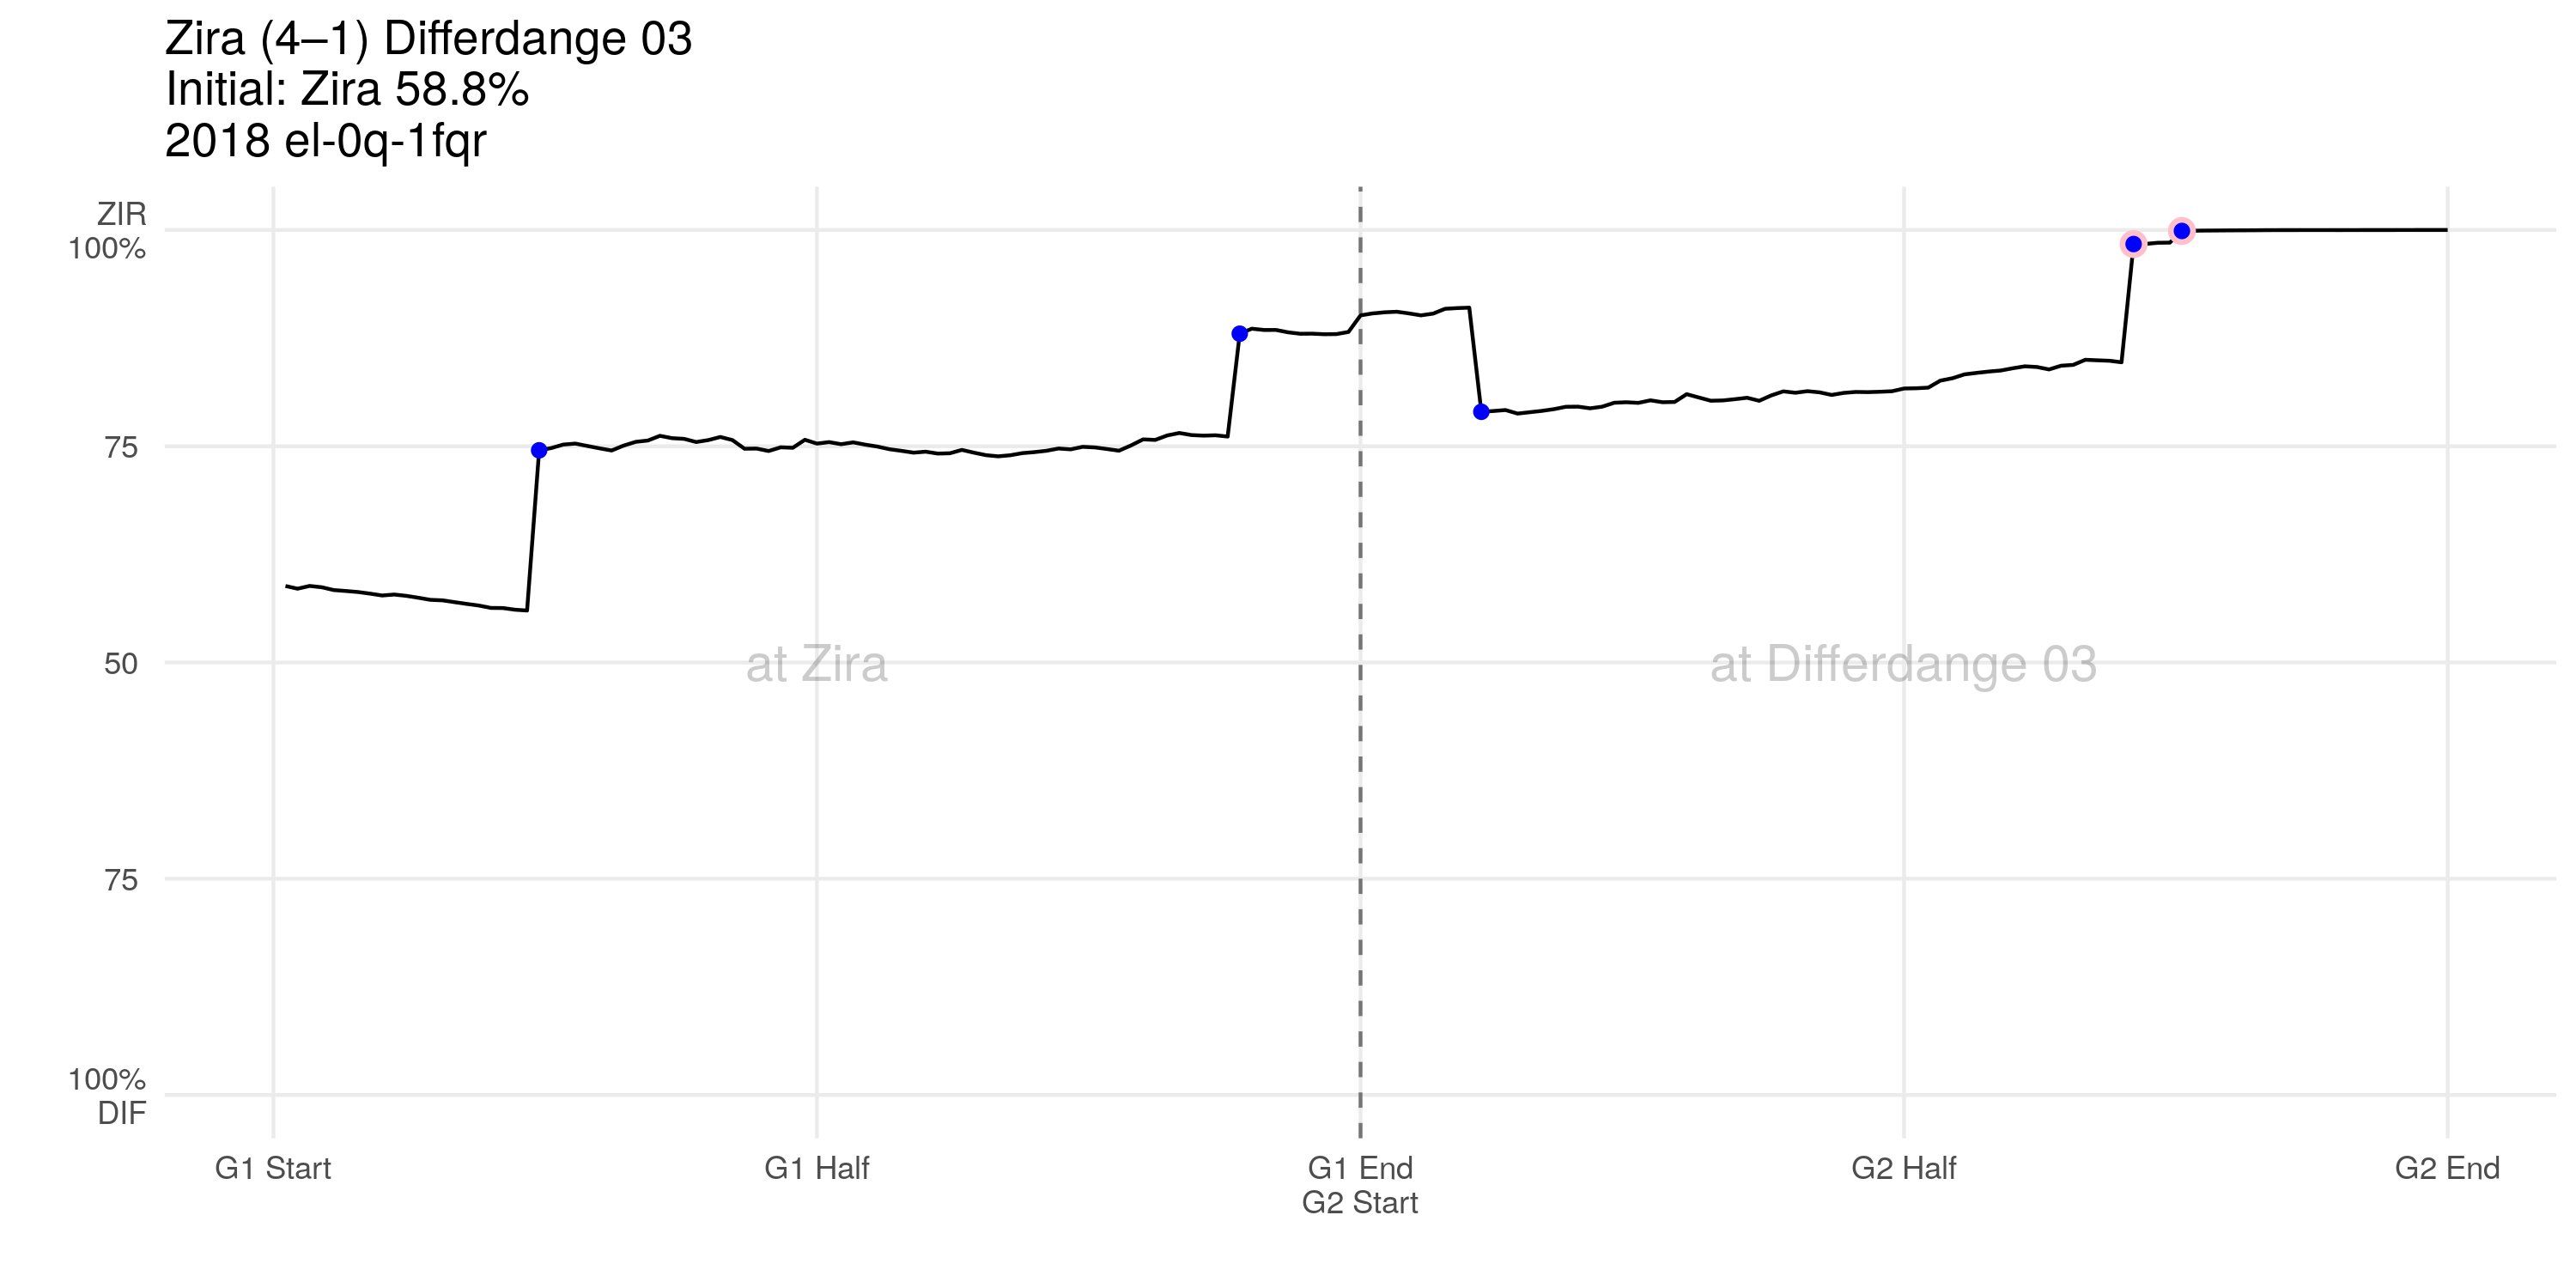 Zira (4–1) Differdange 03
Initial: Zira 58.8%
2018 el-0q-1fqr
ZIR
100%
75
50
75
100%
DIF
at Zira
at Differdange 03
G1 Start
G1 Half
G1 End
G2 Start
G2 Half
G2 End